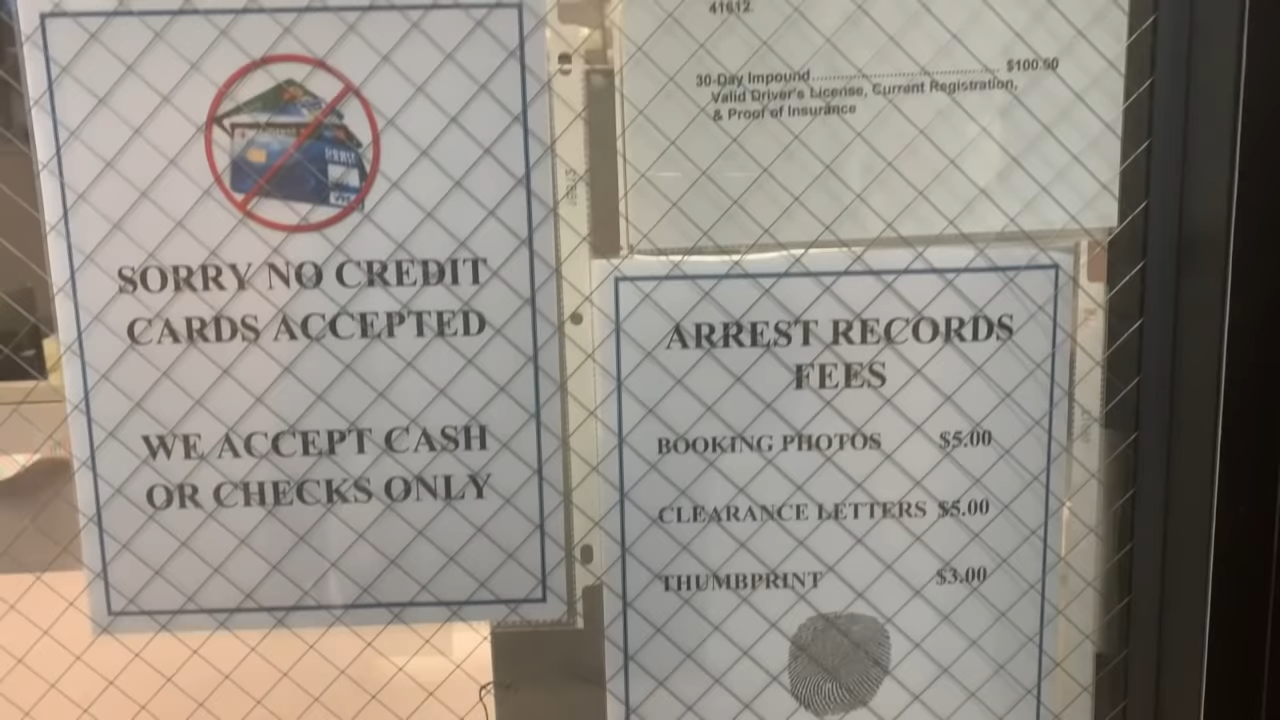 SORRY NO CREDIT
CARDS ACCEPTED
WE ACCEPT CASH
OR CHECKS ONLY
41612.
30-Day Impound ........................................... $100.00
Valid Driver's License, Current Registration,
& Proof of Insurance
ARREST RECORDS
FEES
BOOKING PHOTOS $5.00
CLEARANCE LETTERS $5.00
THUMBPRINT $3.00